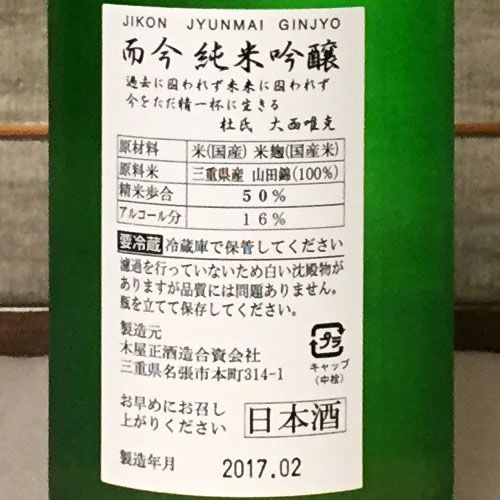 JIKON JYUNMAI GINJYO
而今 純米吟醸
過去に囚われず未来に囚われず
今をただ精一杯に生きる
杜氏 大西唯克
原材料 米(国産) 米麹(国産米)
原料米 三重県産 山田錦(100%)
精米歩合 50%
アルコール分 16%
要冷蔵 冷蔵庫で保管してください
濾過を行っていないため白い沈殿物が
ありますが品質には問題ありません。
瓶を立てて保存してください。
製造元
木屋正酒造合資会社
三重県名張市本町314-1
プラ
キャップ
(中栓)
お早めにお召し
上がりください
日本酒
製造年月 2017.02